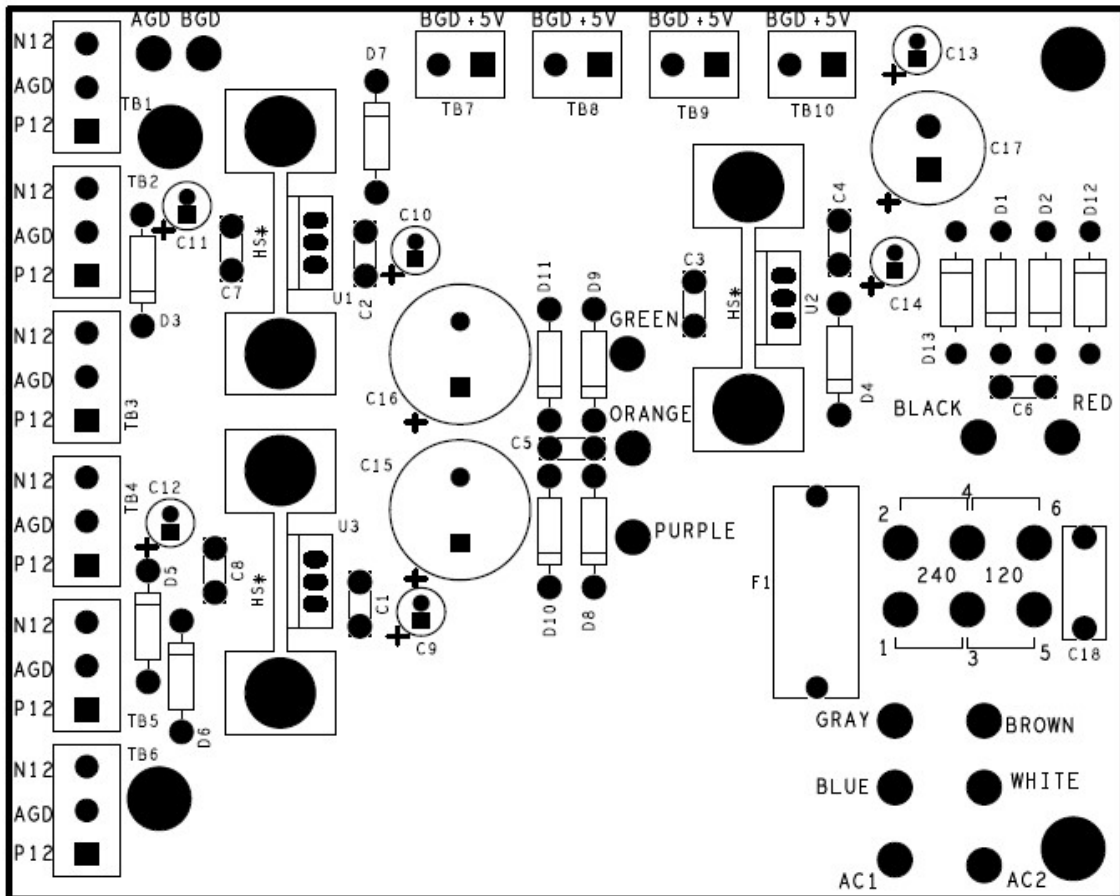 AGD BGD
BGD +5V
BGD +5V
BGD +5V
BGD +5V
N12
AGD
P12
TB1
D7
TB7
TB8
TB9
TB10
C13
C17
N12
AGD
P12
TB2
C11
D3
C7
HS*
U1
C2
C10
C4
C3
HS*
U2
C14
D4
D1
D2
D12
D13
C6
N12
AGD
P12
TB3
C16
D11
D9
GREEN
ORANGE
C5
BLACK
RED
N12
AGD
P12
TB4
C12
D5
C8
HS*
U3
C1
C15
C9
D10
D8
PURPLE
F1
2
4
6
240
120
1
3
5
C18
N12
AGD
P12
TB5
D6
GRAY
BROWN
N12
AGD
P12
TB6
BLUE
WHITE
AC1
AC2